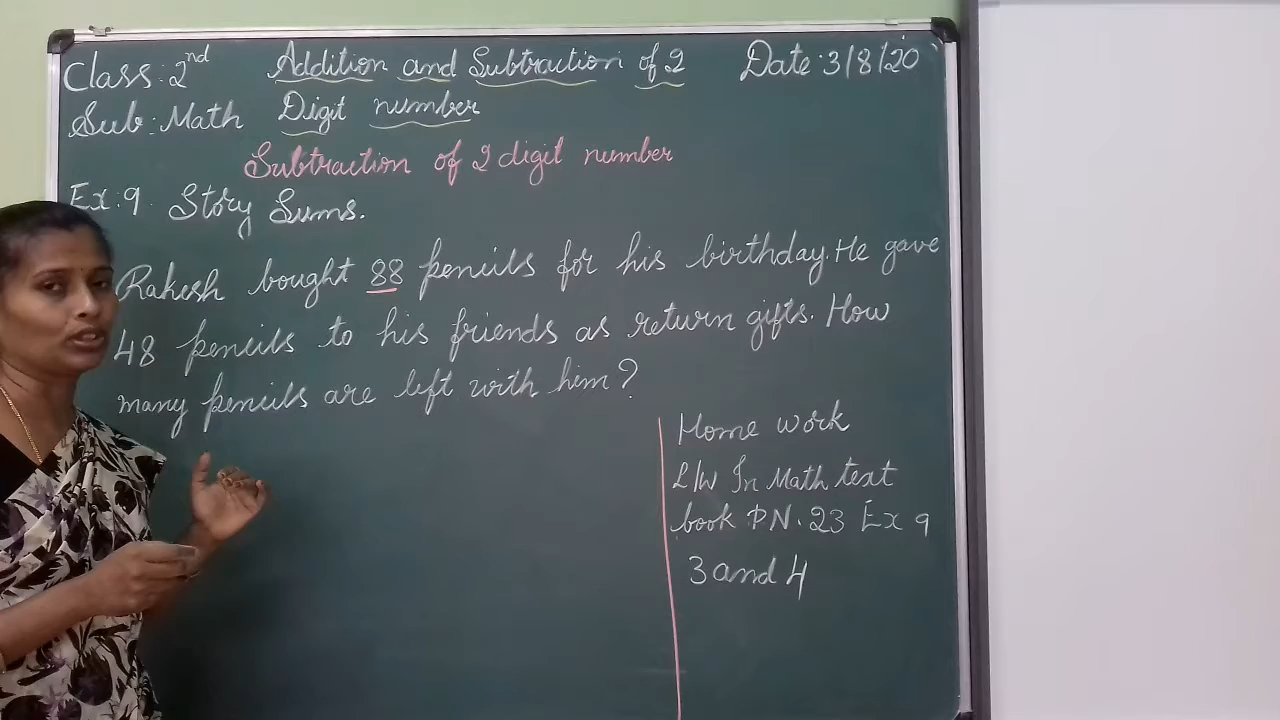 Class: 2nd Addition and Subtraction of 2 Date: 3/8/20
Sub: Math Digit number
Subtraction of 2 digit number
Ex: 9. Story Sums.
Rakesh bought 88 pencils for his birthday. He gave
48 pencils to his friends as return gifts. How
many pencils are left with him?
Home work
L/W In Math text
book P.N. 23 Ex 9
3 and 4